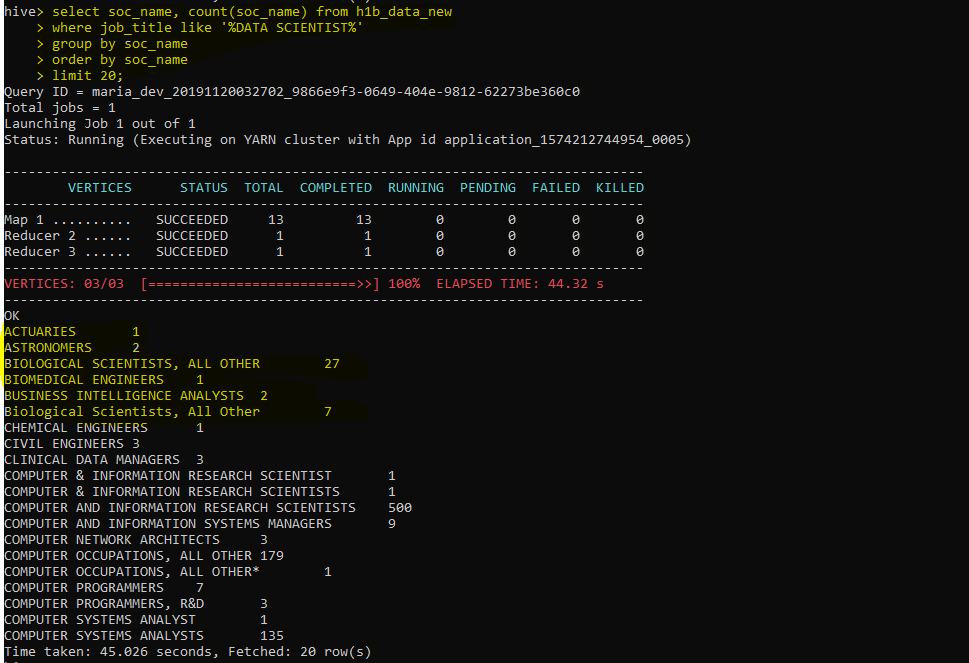 hive> select soc_name, count(soc_name) from h1b_data_new
    > where job_title like '%DATA SCIENTIST%'
    > group by soc_name
    > order by soc_name
    > limit 20;
Query ID = maria_dev_20191120032702_9866e9f3-0649-404e-9812-62273be360c0
Total jobs = 1
Launching Job 1 out of 1
Status: Running (Executing on YARN cluster with App id application_1574212744954_0005)
--------------------------------------------------------------------------------
        VERTICES      STATUS  TOTAL  COMPLETED  RUNNING  PENDING  FAILED  KILLED
--------------------------------------------------------------------------------
Map 1 ..........   SUCCEEDED     13         13        0        0       0       0
Reducer 2 ......   SUCCEEDED      1          1        0        0       0       0
Reducer 3 ......   SUCCEEDED      1          1        0        0       0       0
--------------------------------------------------------------------------------
VERTICES: 03/03  [==========================>>] 100%  ELAPSED TIME: 44.32 s
--------------------------------------------------------------------------------
OK
ACTUARIES       1
ASTRONOMERS     2
BIOLOGICAL SCIENTISTS, ALL OTHER        27
BIOMEDICAL ENGINEERS    1
BUSINESS INTELLIGENCE ANALYSTS  2
Biological Scientists, All Other        7
CHEMICAL ENGINEERS      1
CIVIL ENGINEERS 3
CLINICAL DATA MANAGERS  3
COMPUTER & INFORMATION RESEARCH SCIENTIST       1
COMPUTER & INFORMATION RESEARCH SCIENTISTS      1
COMPUTER AND INFORMATION RESEARCH SCIENTISTS    500
COMPUTER AND INFORMATION SYSTEMS MANAGERS       9
COMPUTER NETWORK ARCHITECTS     3
COMPUTER OCCUPATIONS, ALL OTHER 179
COMPUTER OCCUPATIONS, ALL OTHER*        1
COMPUTER PROGRAMMERS    7
COMPUTER PROGRAMMERS, R&D       3
COMPUTER SYSTEMS ANALYST        1
COMPUTER SYSTEMS ANALYSTS       135
Time taken: 45.026 seconds, Fetched: 20 row(s)